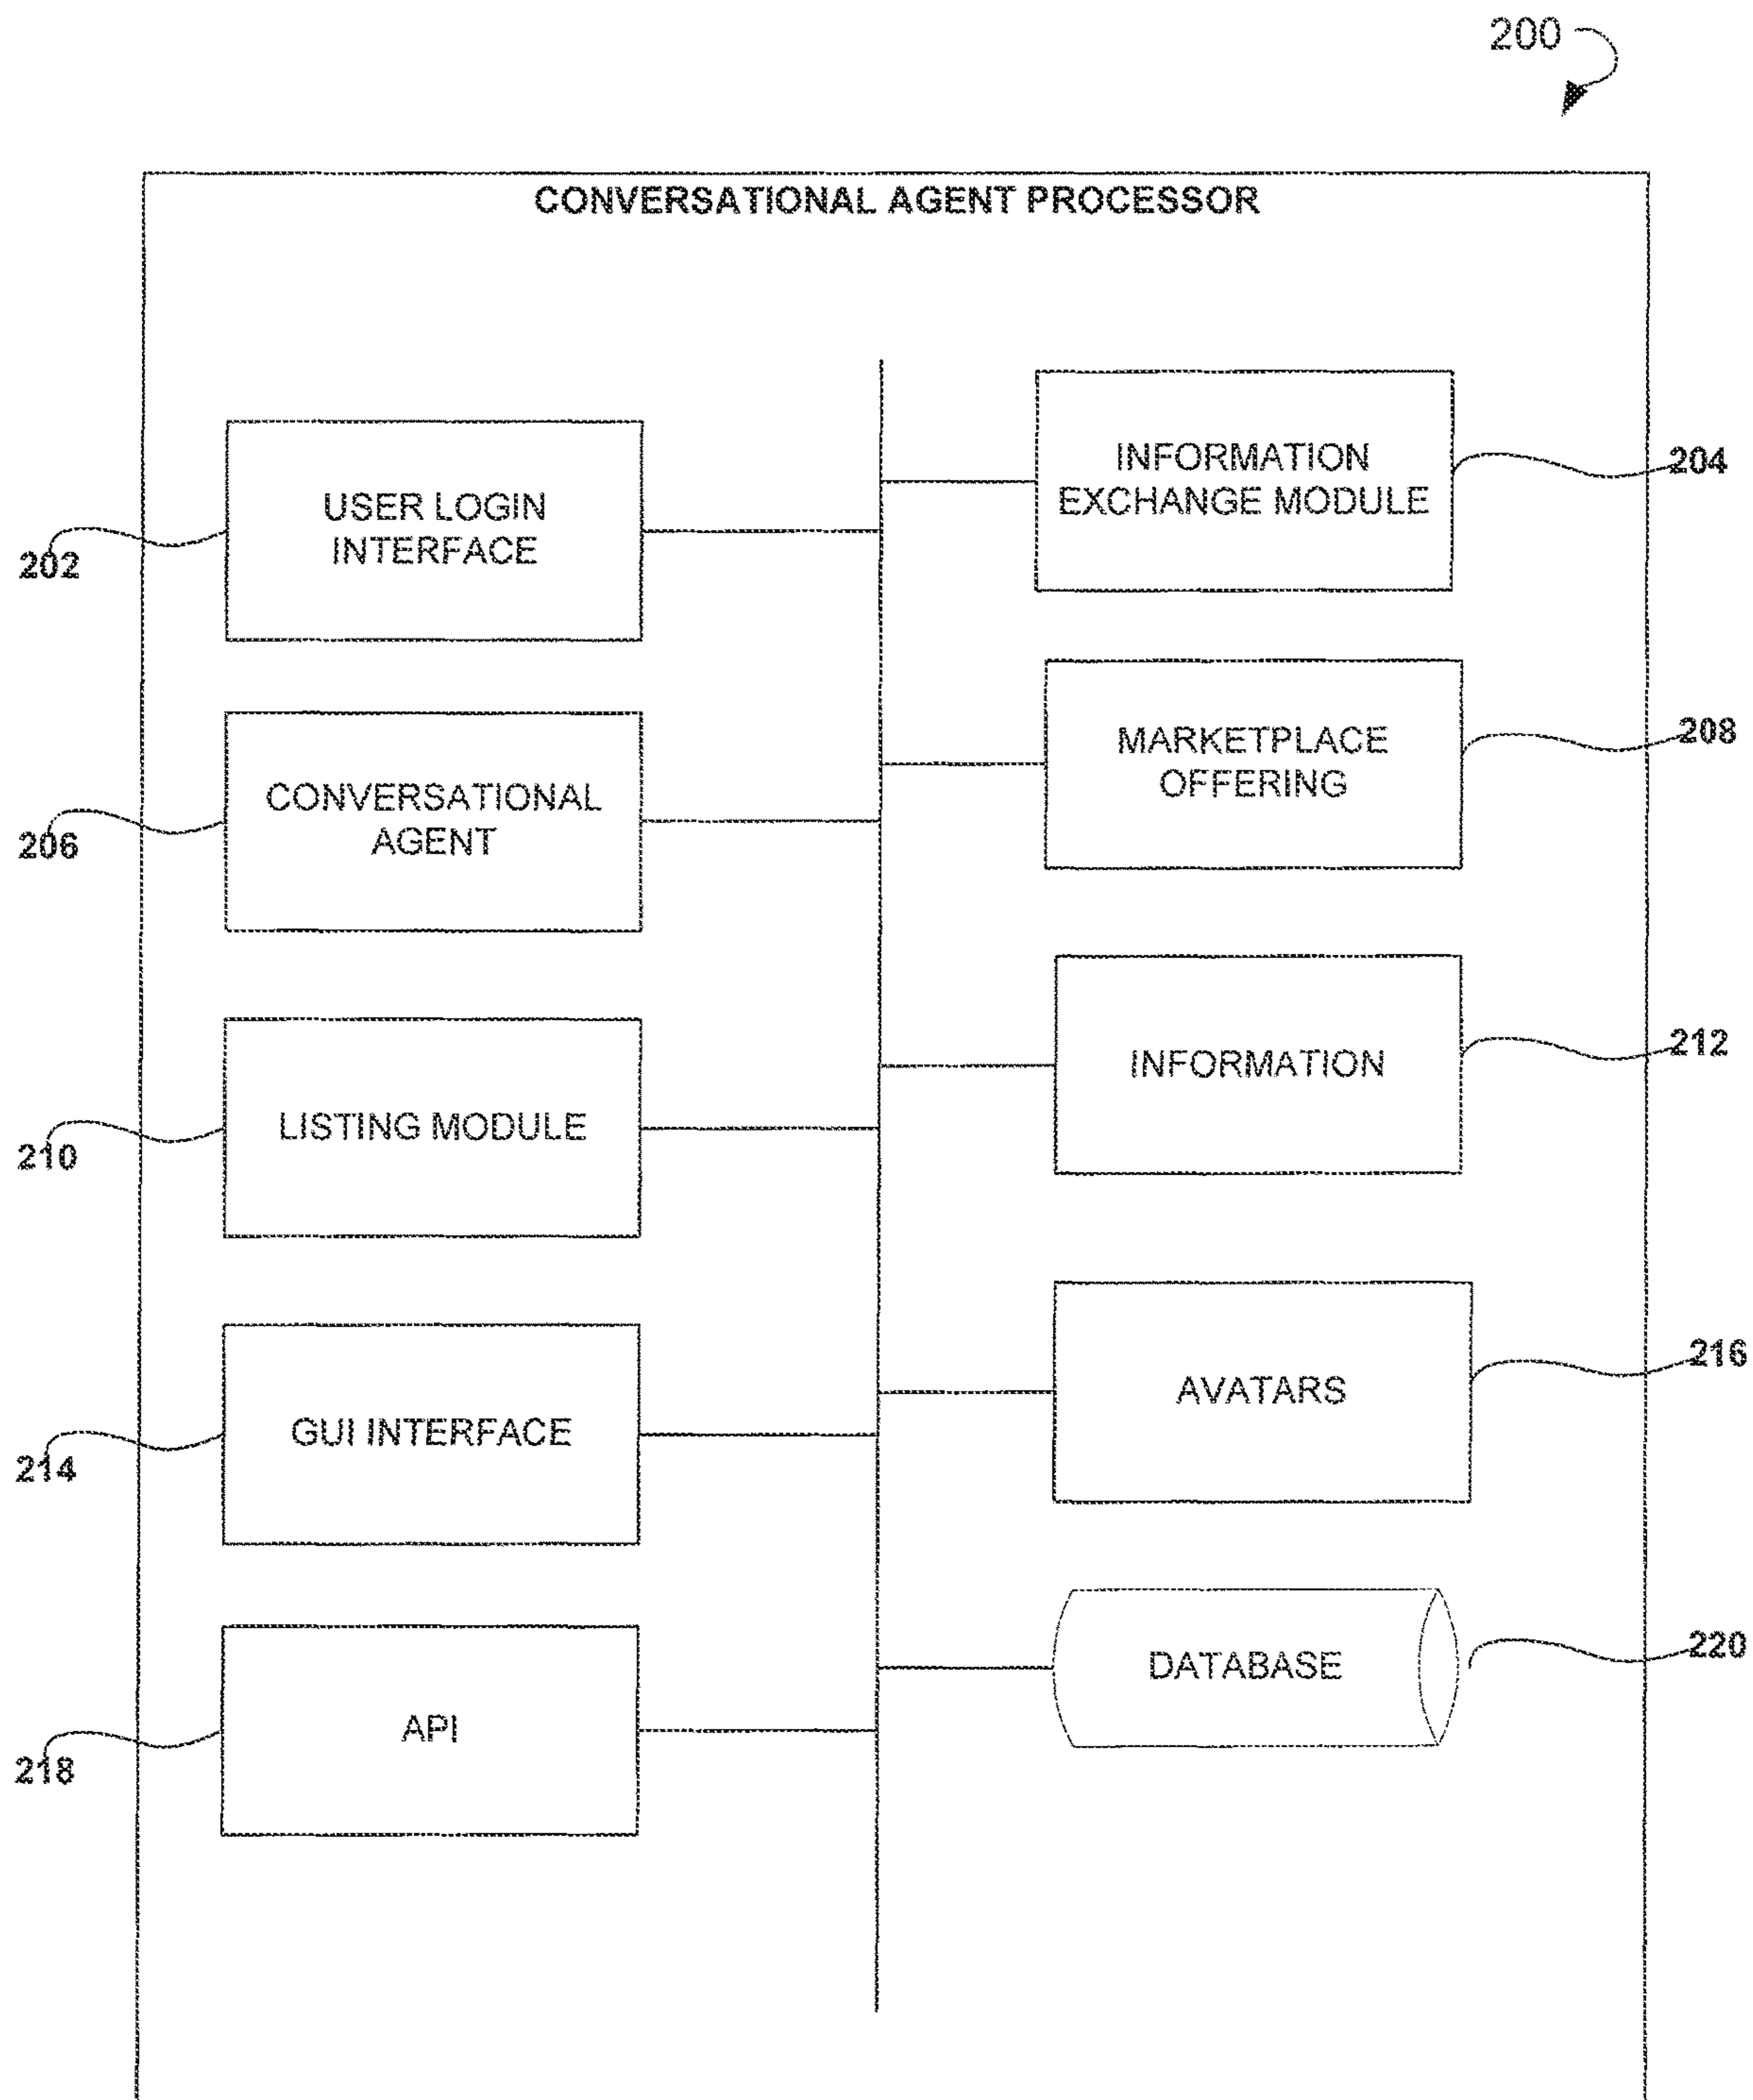 200
CONVERSATIONAL AGENT PROCESSOR
USER LOGIN
INTERFACE
202
INFORMATION
EXCHANGE MODULE
204
CONVERSATIONAL
AGENT
206
MARKETPLACE
OFFERING
208
LISTING MODULE
210
INFORMATION
212
GUI INTERFACE
214
AVATARS
216
API
218
DATABASE
220